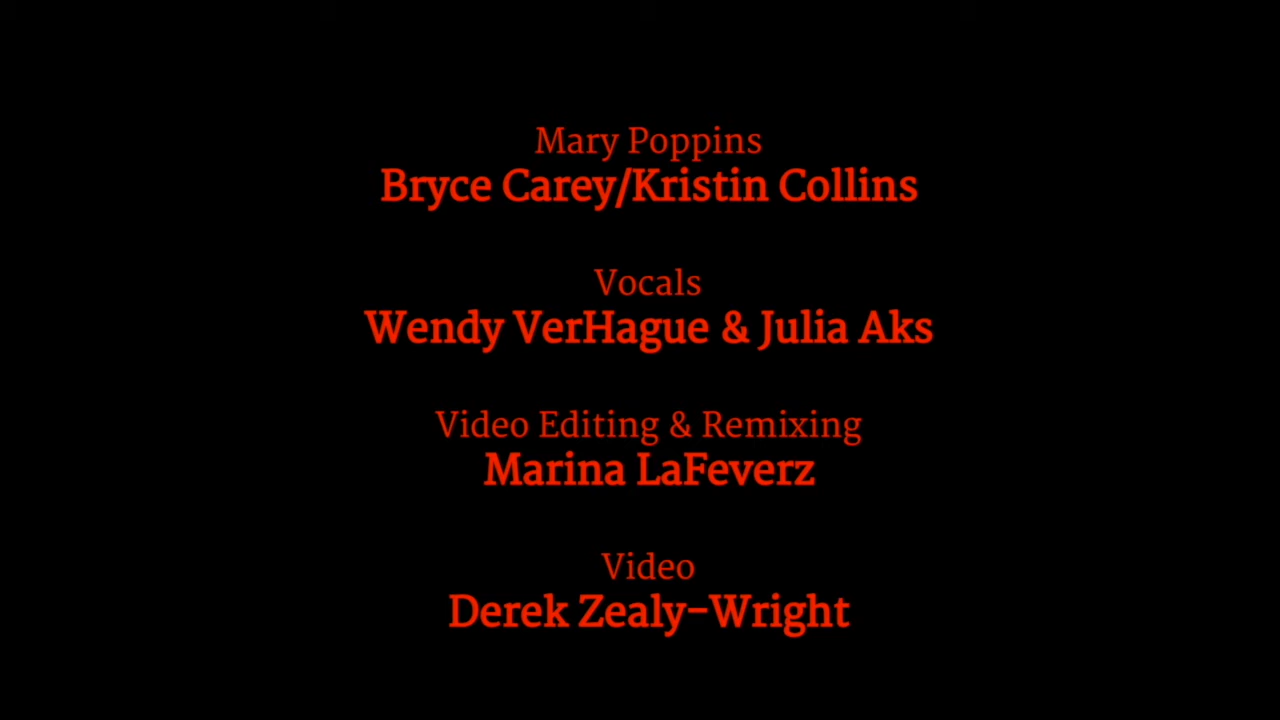 Mary Poppins
Bryce Carey/Kristin Collins
Vocals
Wendy VerHague & Julia Aks
Video Editing & Remixing
Marina LaFeverz
Video
Derek Zealy-Wright